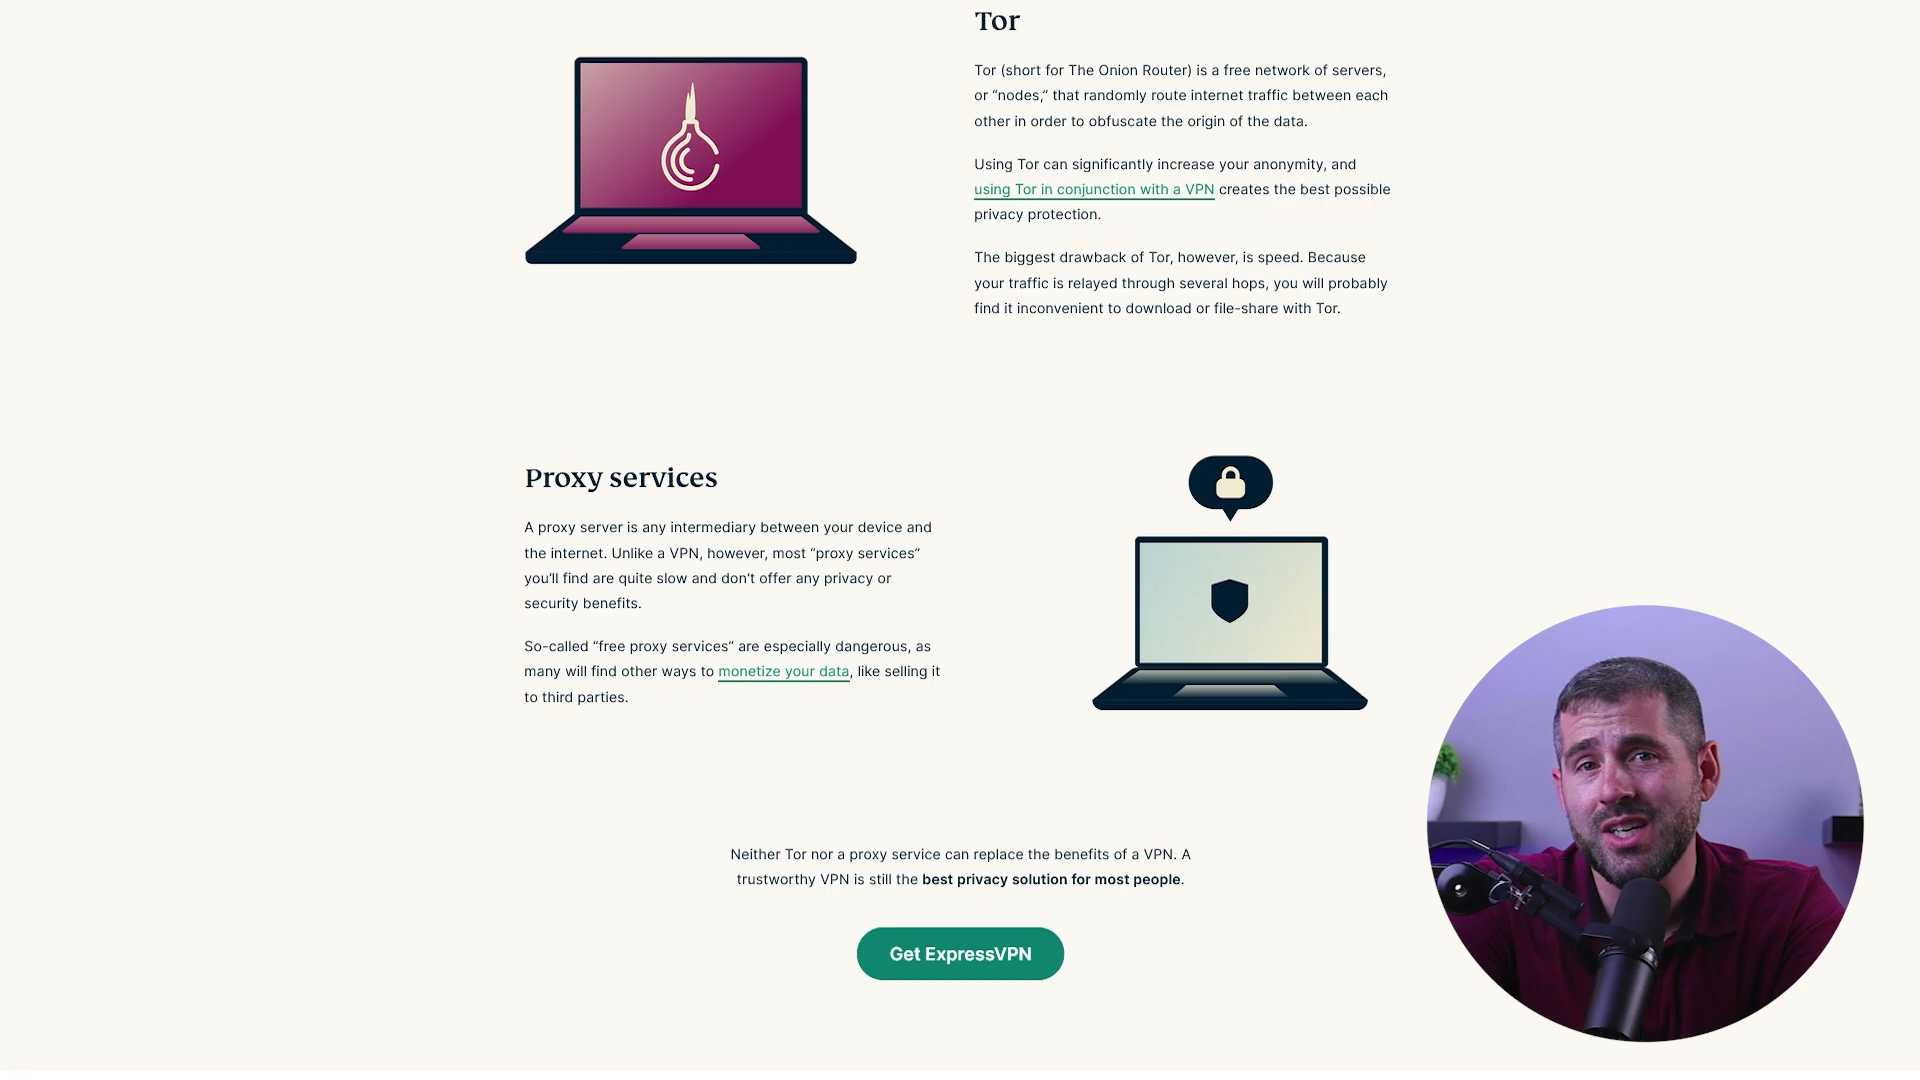 Tor
Tor (short for The Onion Router) is a free network of servers,
or “nodes,” that randomly route internet traffic between each
other in order to obfuscate the origin of the data.
Using Tor can significantly increase your anonymity, and
using Tor in conjunction with a VPN creates the best possible
privacy protection.
The biggest drawback of Tor, however, is speed. Because
your traffic is relayed through several hops, you will probably
find it inconvenient to download or file-share with Tor.
Proxy services
A proxy server is any intermediary between your device and
the internet. Unlike a VPN, however, most “proxy services”
you’ll find are quite slow and don’t offer any privacy or
security benefits.
So-called “free proxy services” are especially dangerous, as
many will find other ways to monetize your data, like selling it
to third parties.
Neither Tor nor a proxy service can replace the benefits of a VPN. A
trustworthy VPN is still the best privacy solution for most people.
Get ExpressVPN